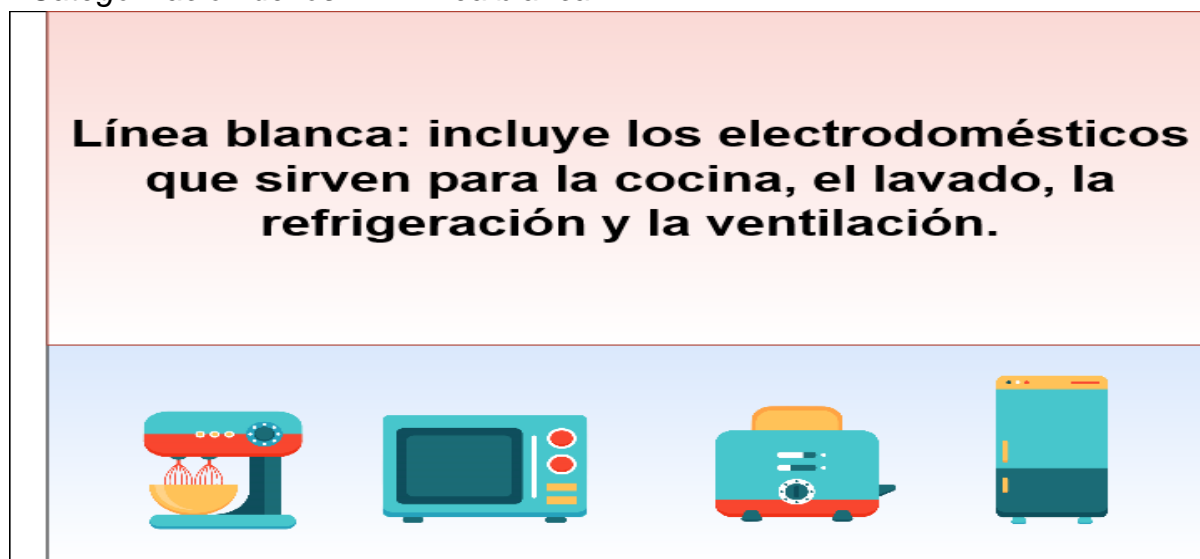 Línea blanca: incluye los electrodomésticos
que sirven para la cocina, el lavado, la
refrigeración y la ventilación.